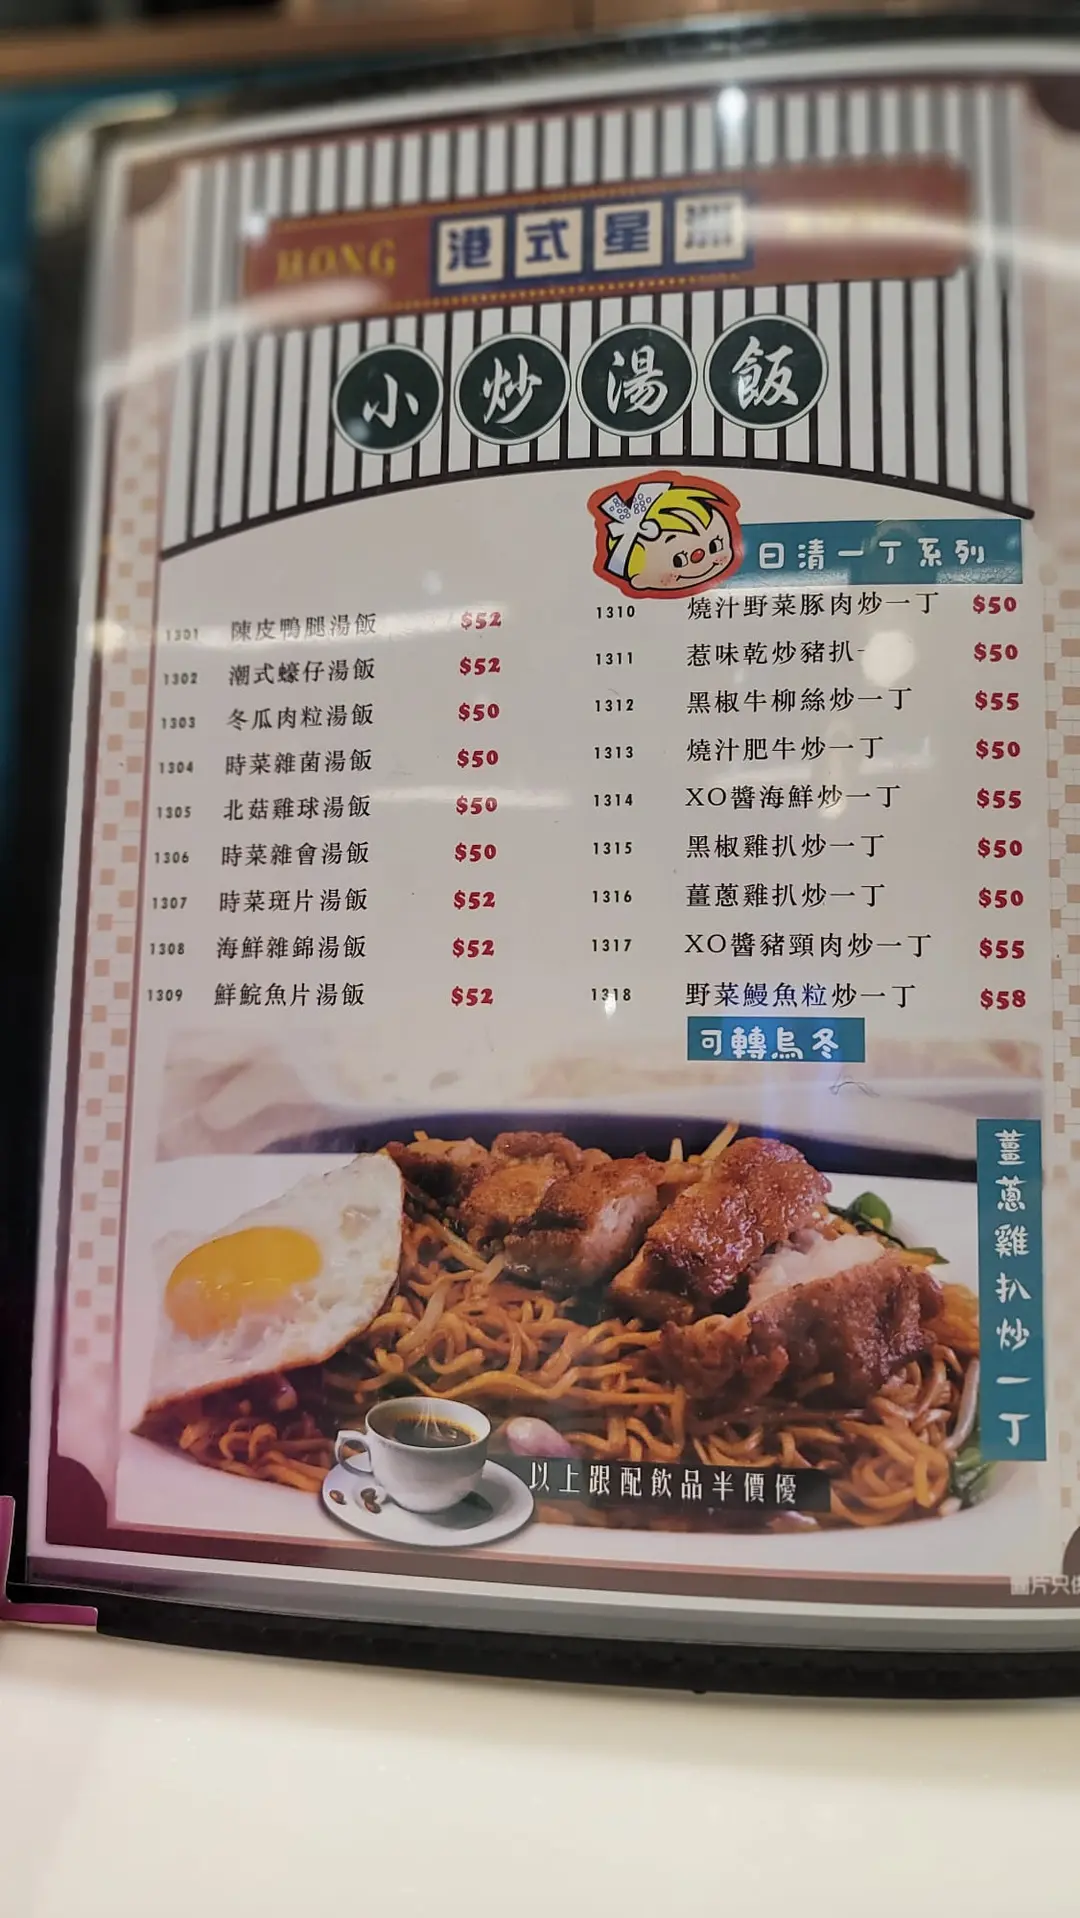 HONG 港式星洲
小炒湯飯
日清一丁系列
1301 陳皮鴨腿湯飯 $52
1302 潮式蠔仔湯飯 $52
1303 冬瓜肉粒湯飯 $50
1304 時菜雜菌湯飯 $50
1305 北菇雞球湯飯 $50
1306 時菜雜會湯飯 $50
1307 時菜斑片湯飯 $52
1308 海鮮雜錦湯飯 $52
1309 鮮鯇魚片湯飯 $52
1310 燒汁野菜豚肉炒一丁 $50
1311 惹味乾炒豬扒一 $50
1312 黑椒牛柳絲炒一丁 $55
1313 燒汁肥牛炒一丁 $50
1314 XO醬海鮮炒一丁 $55
1315 黑椒雞扒炒一丁 $50
1316 薑蔥雞扒炒一丁 $50
1317 XO醬豬頸肉炒一丁 $55
1318 野菜鰻魚粒炒一丁 $58
可轉烏冬
薑蔥雞扒炒一丁
以上跟配飲品半價優
圖片只供